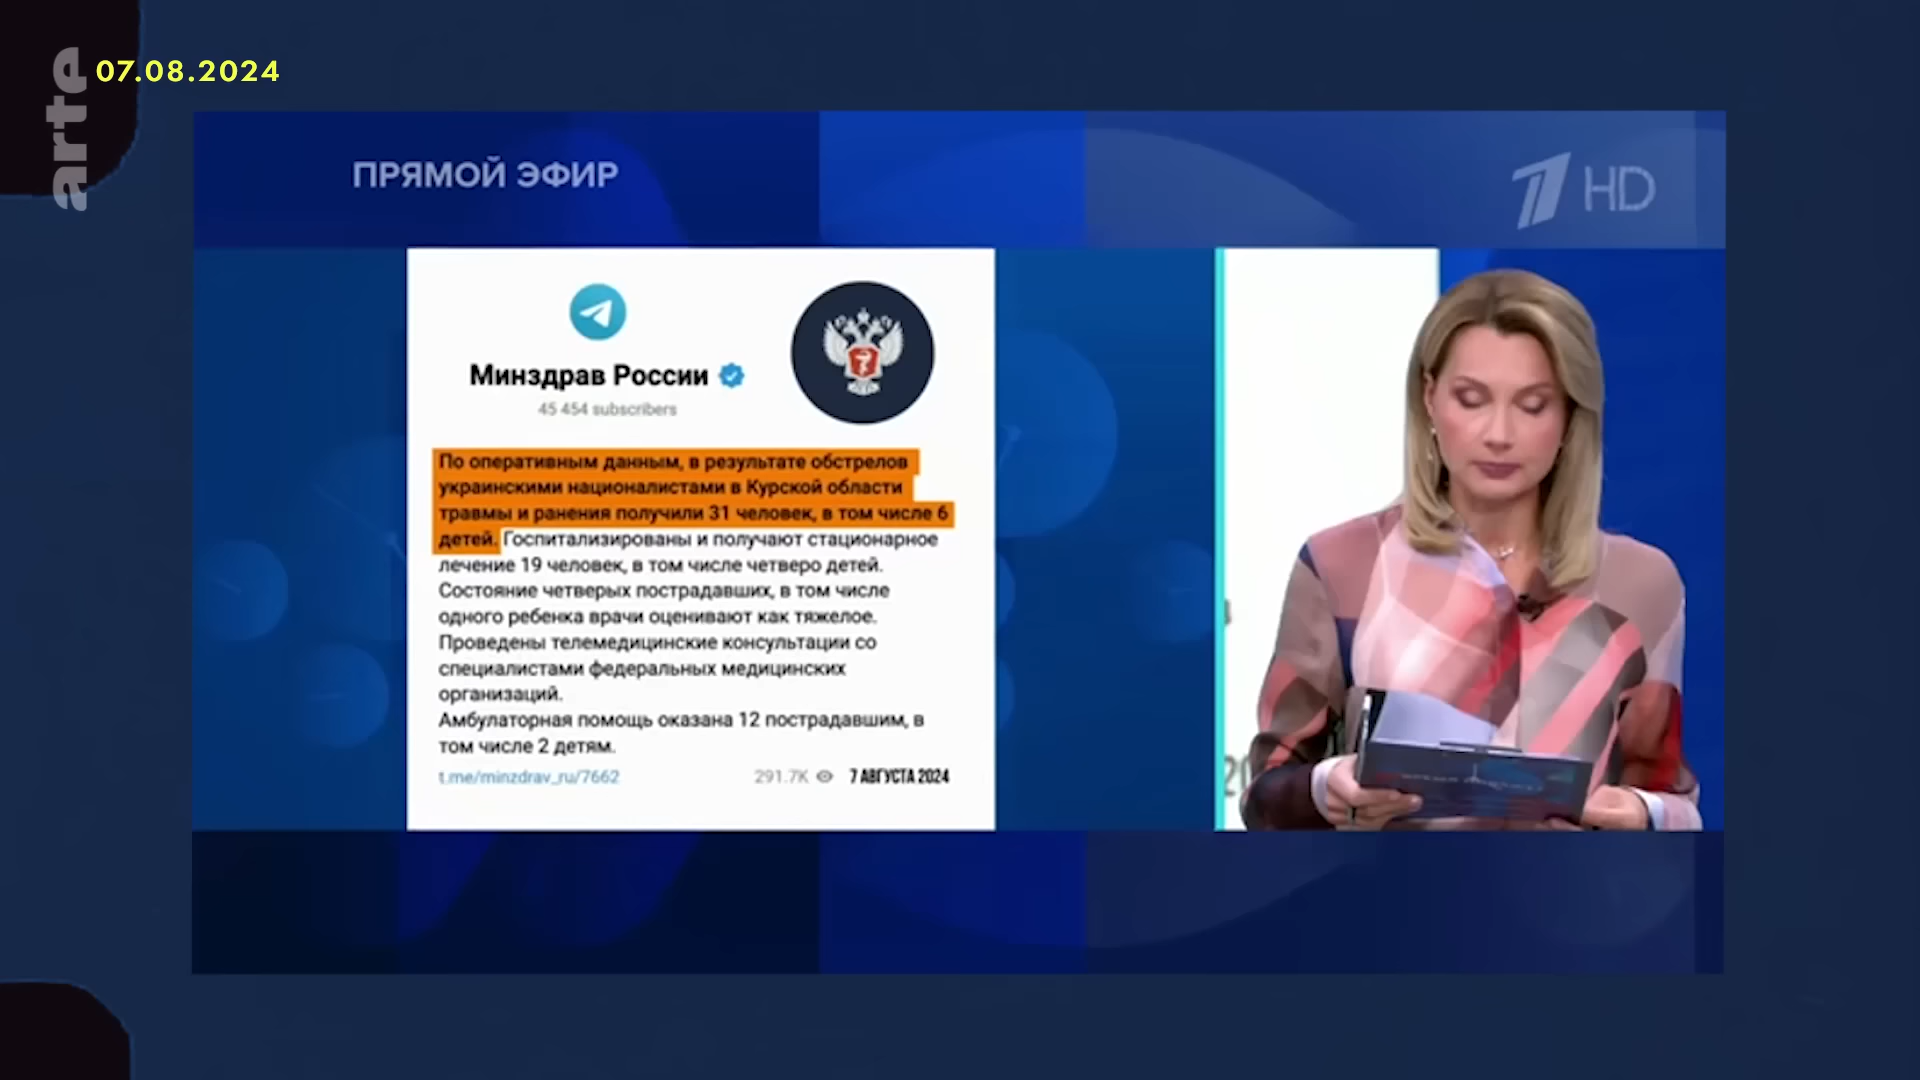 07.08.2024
arte
ПРЯМОЙ ЭФИР
HD
Минздрав России
45 454 subscribers
По оперативным данным, в результате обстрелов
украинскими националистами в Курской области
травмы и ранения получили 31 человек, в том числе 6
детей. Госпитализированы и получают стационарное
лечение 19 человек, в том числе четверо детей.
Состояние четверых пострадавших, в том числе
одного ребенка врачи оценивают как тяжелое.
Проведены телемедицинские консультации со
специалистами федеральных медицинских
организаций.
Амбулаторная помощь оказана 12 пострадавшим, в
том числе 2 детям.
t.me/minzdrav_ru/7662
291.7K 7 АВГУСТА 2024